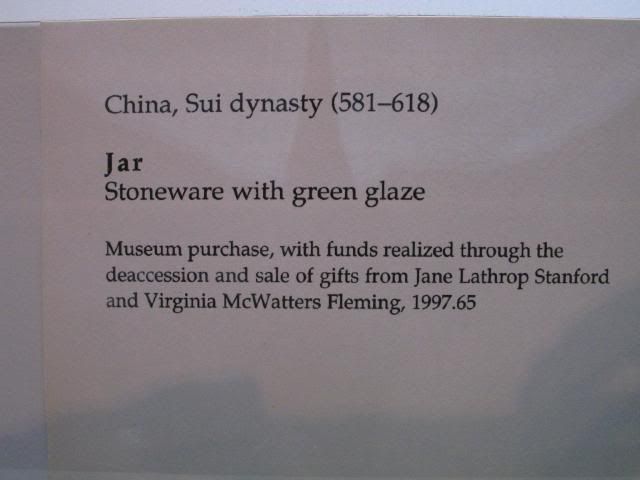 China, Sui dynasty (581–618)
Jar
Stoneware with green glaze
Museum purchase, with funds realized through the
deaccession and sale of gifts from Jane Lathrop Stanford
and Virginia McWatters Fleming, 1997.65